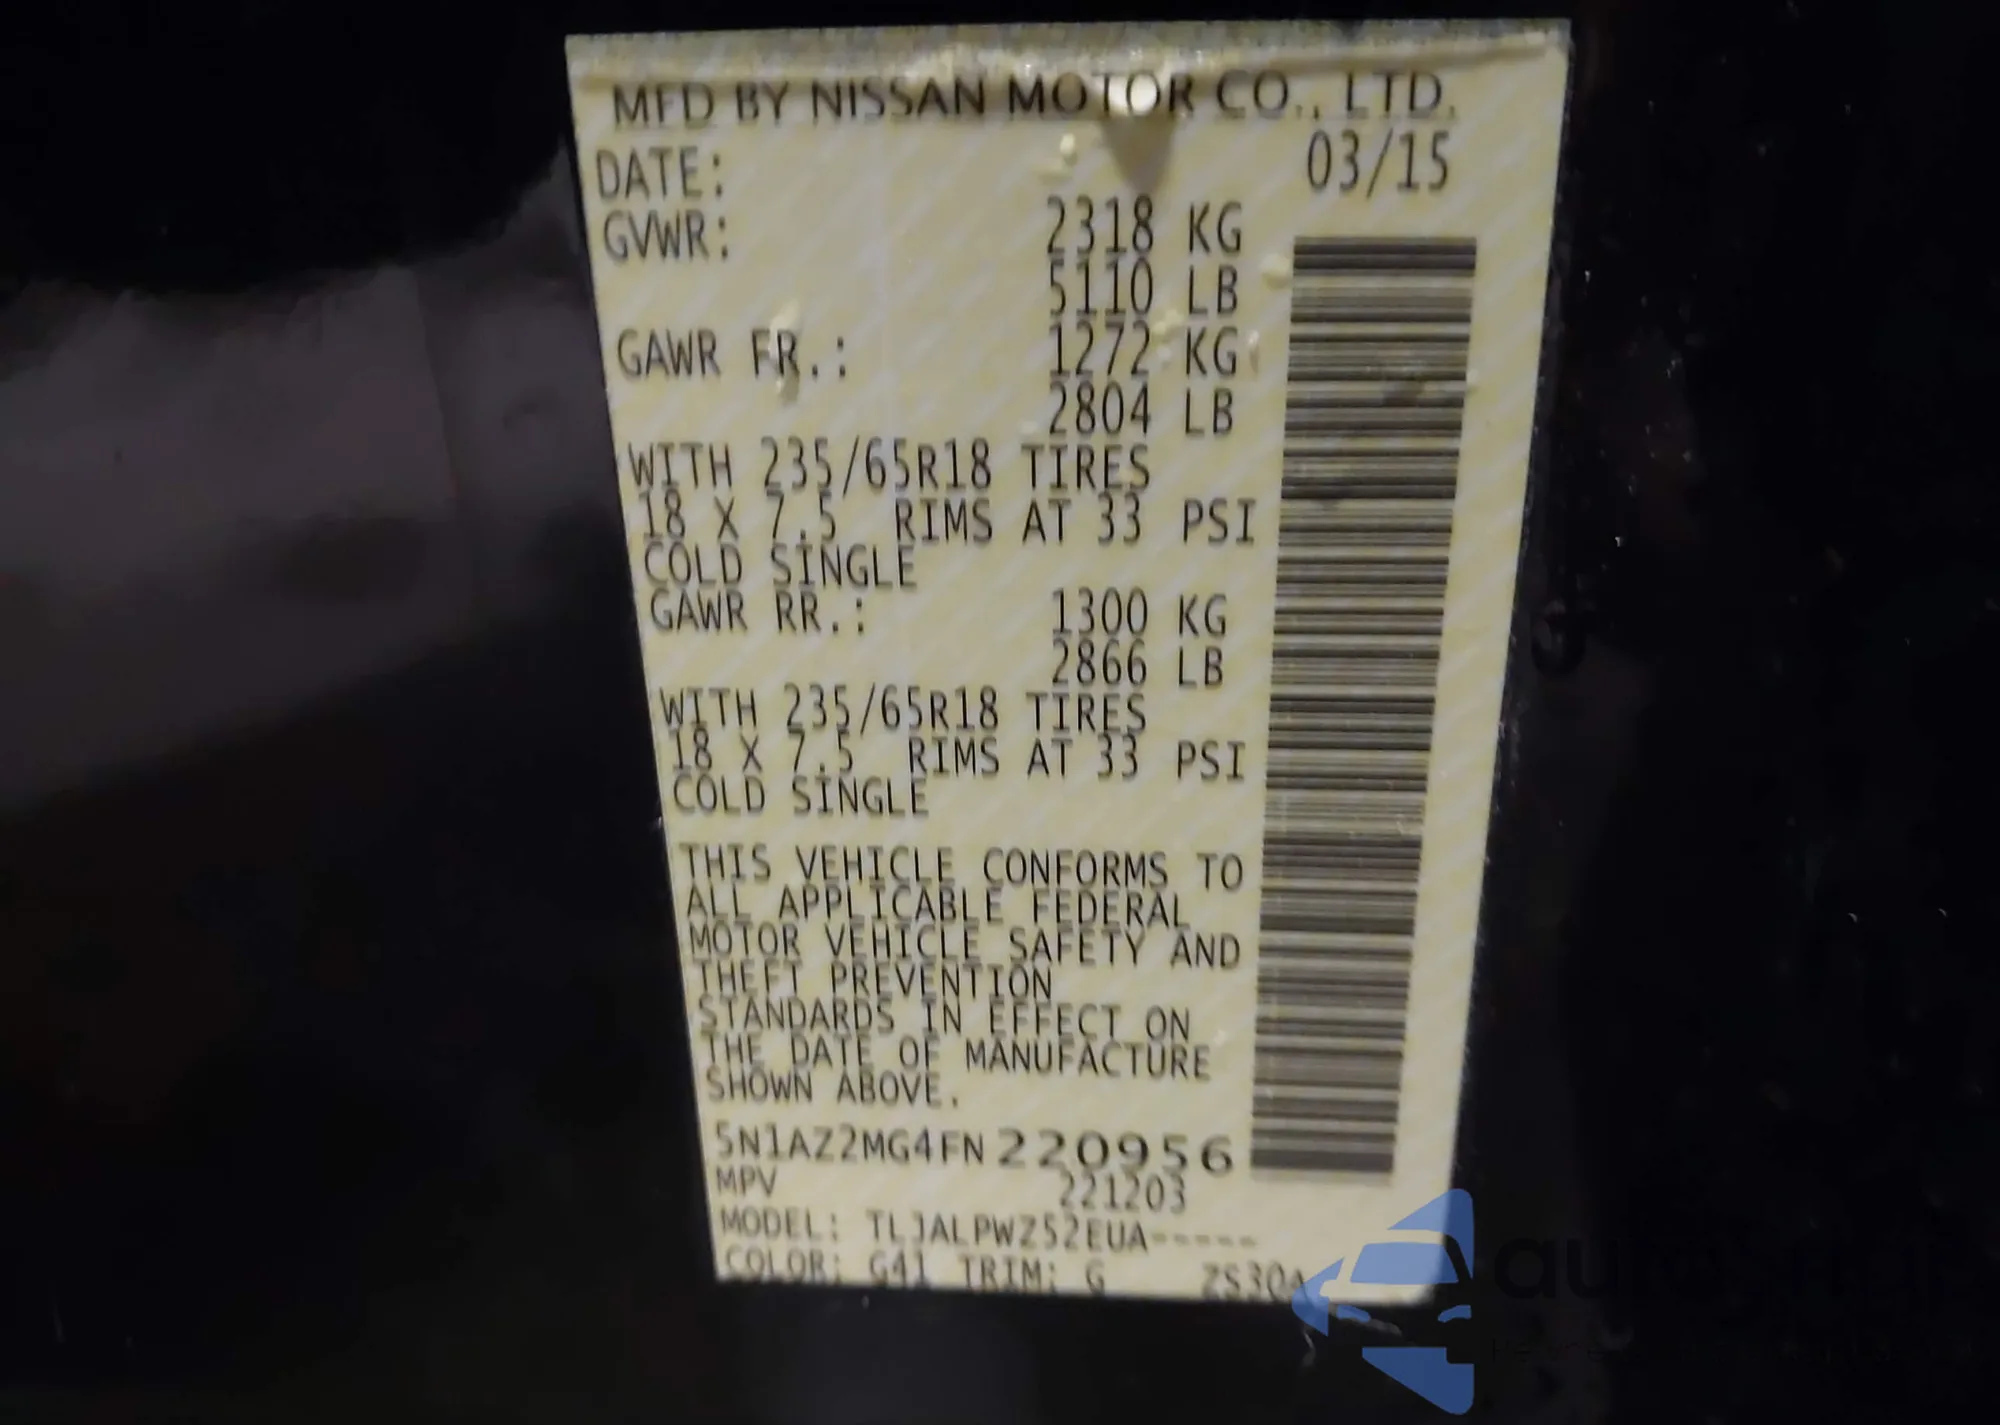 MFD BY NISSAN MOTOR CO., LTD.
DATE: 03/15
GVWR: 2318 KG
5110 LB
GAWR FR.: 1272 KG
2804 LB
WITH 235/65R18 TIRES
18 X 7.5 RIMS AT 33 PSI
COLD SINGLE
GAWR RR.: 1300 KG
2866 LB
WITH 235/65R18 TIRES
18 X 7.5 RIMS AT 33 PSI
COLD SINGLE
THIS VEHICLE CONFORMS TO
ALL APPLICABLE FEDERAL
MOTOR VEHICLE SAFETY AND
THEFT PREVENTION
STANDARDS IN EFFECT ON
THE DATE OF MANUFACTURE
SHOWN ABOVE.
5N1AZ2MG4FN220956
MPV 221203
MODEL: TLJALPWZ52EUA-----
COLOR: G41 TRIM: G ZS30A